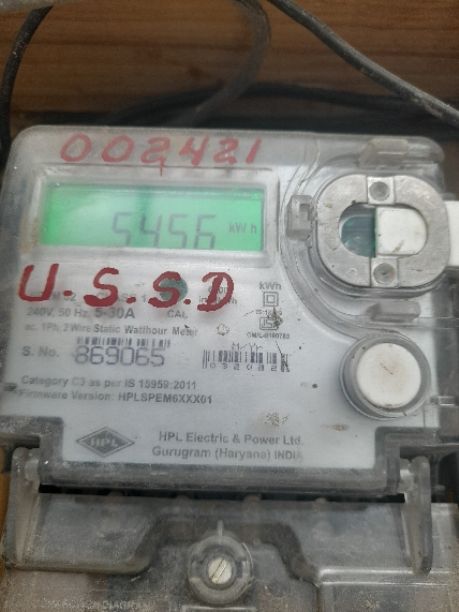 002421
5456 kWh
U.S.S.D
kWh
240V, 50 Hz. 5-30A
CAL
ac. 1Ph, 2 Wire Static Watthour Meter
S. No. 869065
Category C3 as per IS 15959:2011
Firmware Version: HPLSPEM6XXX01
HPL
HPL Electric & Power Ltd.
Gurugram (Haryana) INDIA